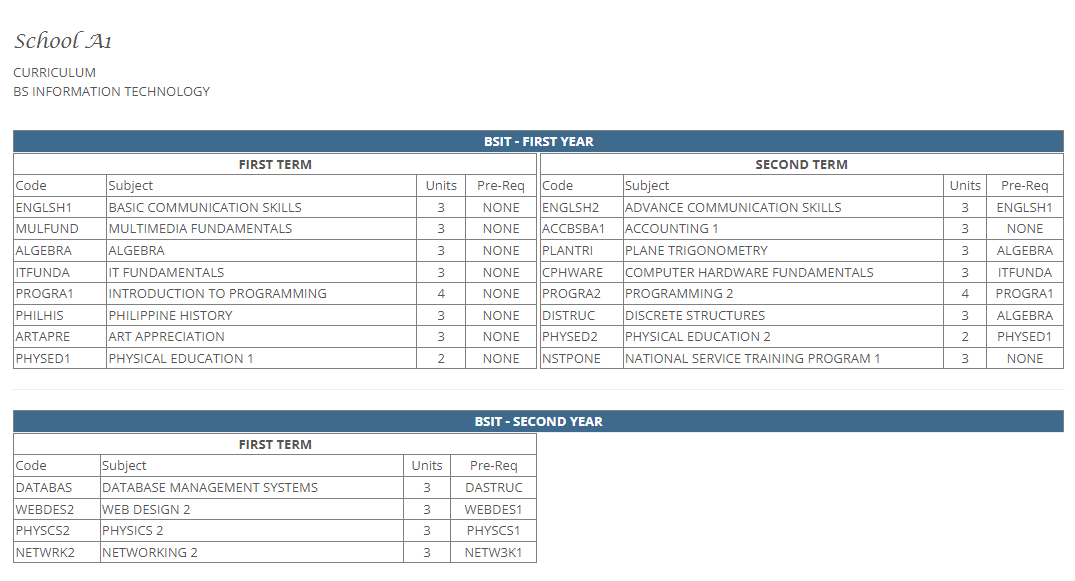 School A1
CURRICULUM
BS INFORMATION TECHNOLOGY
BSIT - FIRST YEAR
FIRST TERM
Code Subject Units Pre-Req
ENGLSH1 BASIC COMMUNICATION SKILLS 3 NONE
MULFUND MULTIMEDIA FUNDAMENTALS 3 NONE
ALGEBRA ALGEBRA 3 NONE
ITFUNDA IT FUNDAMENTALS 3 NONE
PROGRA1 INTRODUCTION TO PROGRAMMING 4 NONE
PHILHIS PHILIPPINE HISTORY 3 NONE
ARTAPRE ART APPRECIATION 3 NONE
PHYSED1 PHYSICAL EDUCATION 1 2 NONE
SECOND TERM
Code Subject Units Pre-Req
ENGLSH2 ADVANCE COMMUNICATION SKILLS 3 ENGLSH1
ACCBSBA1 ACCOUNTING 1 3 NONE
PLANTRI PLANE TRIGONOMETRY 3 ALGEBRA
CPHWARE COMPUTER HARDWARE FUNDAMENTALS 3 ITFUNDA
PROGRA2 PROGRAMMING 2 4 PROGRA1
DISTRUC DISCRETE STRUCTURES 3 ALGEBRA
PHYSED2 PHYSICAL EDUCATION 2 2 PHYSED1
NSTPONE NATIONAL SERVICE TRAINING PROGRAM 1 3 NONE
BSIT - SECOND YEAR
FIRST TERM
Code Subject Units Pre-Req
DATABAS DATABASE MANAGEMENT SYSTEMS 3 DASTRUC
WEBDES2 WEB DESIGN 2 3 WEBDES1
PHYSCS2 PHYSICS 2 3 PHYSCS1
NETWRK2 NETWORKING 2 3 NETW3K1